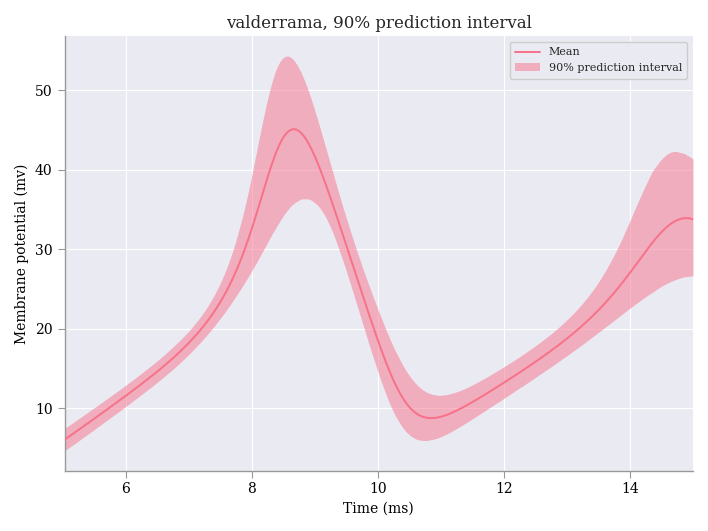 valderrama, 90% prediction interval
Mean
90% prediction interval
50
40
30
20
10
Membrane potential (mv)
6 8 10 12 14
Time (ms)